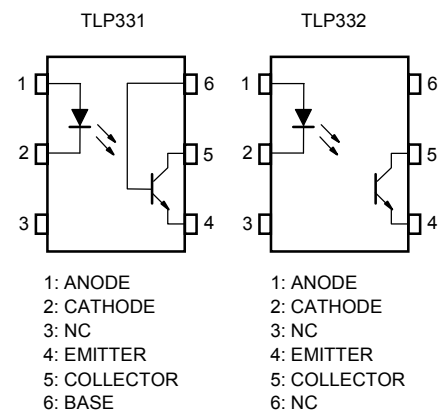 TLP331
TLP332
1
2
3
6
5
4
1
2
3
6
5
4
1: ANODE
2: CATHODE
3: NC
4: EMITTER
5: COLLECTOR
6: BASE
1: ANODE
2: CATHODE
3: NC
4: EMITTER
5: COLLECTOR
6: NC